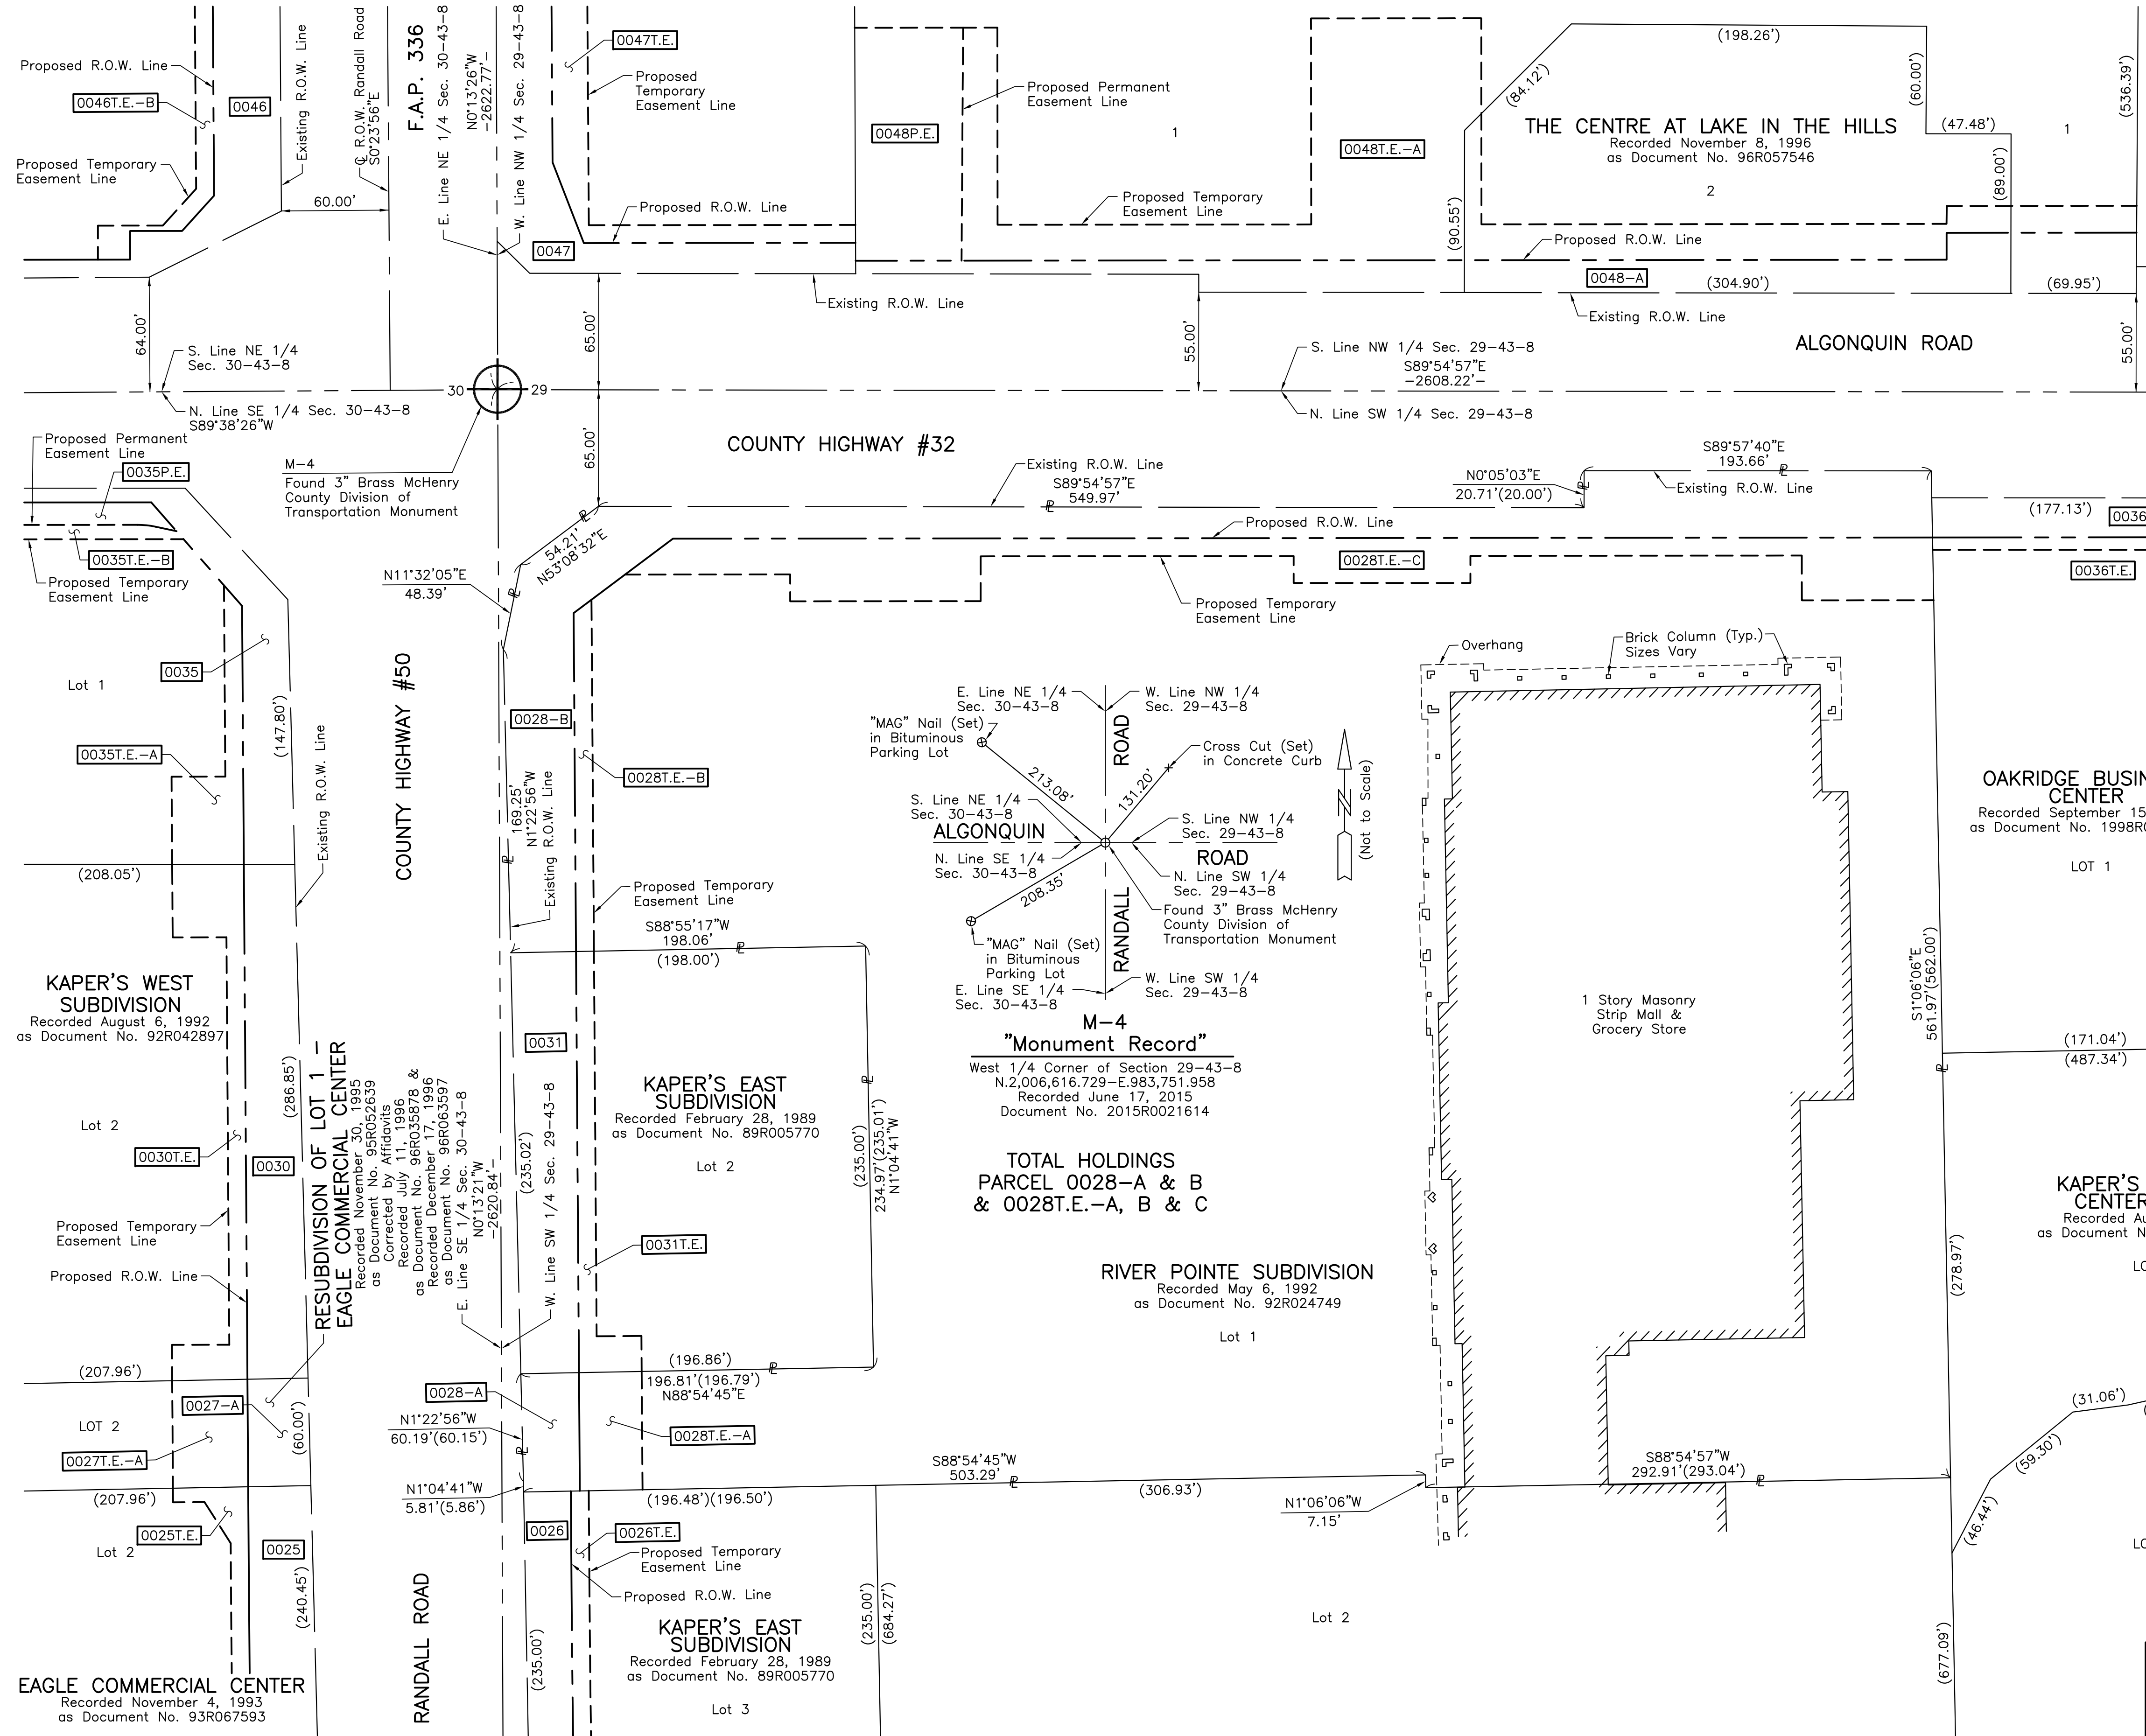 Proposed R.O.W. Line
0046T.E.-B
0046
Proposed Temporary
Easement Line
Existing R.O.W. Line
60.00'
℄ R.O.W. Randall Road
S0°23'56"E
F.A.P. 336
E. Line NE 1/4 Sec. 30-43-8
N0°13'26"W
-2622.77'-
W. Line NW 1/4 Sec. 29-43-8
0047T.E.
Proposed
Temporary
Easement Line
Proposed R.O.W. Line
0047
0048P.E.
Proposed Permanent
Easement Line
1
Proposed Temporary
Easement Line
0048T.E.-A
(84.12')
(198.26')
(60.00')
(47.48')
(89.00')
(90.55')
THE CENTRE AT LAKE IN THE HILLS
Recorded November 8, 1996
as Document No. 96R057546
2
1
(536.39')
Proposed R.O.W. Line
0048-A
(304.90')
(69.95')
Existing R.O.W. Line
Existing R.O.W. Line
64.00'
65.00'
55.00'
55.00'
ALGONQUIN ROAD
S. Line NE 1/4
Sec. 30-43-8
S. Line NW 1/4 Sec. 29-43-8
S89°54'57"E
-2608.22'-
30
29
N. Line SE 1/4 Sec. 30-43-8
S89°38'26"W
N. Line SW 1/4 Sec. 29-43-8
Proposed Permanent
Easement Line
0035P.E.
M-4
Found 3" Brass McHenry
County Division of
Transportation Monument
65.00'
COUNTY HIGHWAY #32
Existing R.O.W. Line
S89°54'57"E
549.97'
N0°05'03"E
20.71'(20.00')
S89°57'40"E
193.66'
Existing R.O.W. Line
(177.13')
0036
Proposed R.O.W. Line
0035T.E.-B
Proposed Temporary
Easement Line
54.21'
N53°08'32"E
N11°32'05"E
48.39'
0028T.E.-C
0036T.E.
Proposed Temporary
Easement Line
0035
Lot 1
(147.80')
0035T.E.-A
Existing R.O.W. Line
COUNTY HIGHWAY #50
0028-B
0028T.E.-B
169.25'
N1°22'56"W
Existing R.O.W. Line
Overhang
Brick Column (Typ.)
Sizes Vary
E. Line NE 1/4
Sec. 30-43-8
W. Line NW 1/4
Sec. 29-43-8
"MAG" Nail (Set)
in Bituminous
Parking Lot
ROAD
Cross Cut (Set)
in Concrete Curb
213.08'
131.20'
S. Line NE 1/4
Sec. 30-43-8
S. Line NW 1/4
Sec. 29-43-8
ALGONQUIN
ROAD
N. Line SE 1/4
Sec. 30-43-8
N. Line SW 1/4
Sec. 29-43-8
208.35'
RANDALL
Found 3" Brass McHenry
County Division of
Transportation Monument
"MAG" Nail (Set)
in Bituminous
Parking Lot
E. Line SE 1/4
Sec. 30-43-8
W. Line SW 1/4
Sec. 29-43-8
N
(Not to Scale)
M-4
"Monument Record"
West 1/4 Corner of Section 29-43-8
N.2,006,616.729-E.983,751.958
Recorded June 17, 2015
Document No. 2015R0021614
TOTAL HOLDINGS
PARCEL 0028-A & B
& 0028T.E.-A, B & C
RIVER POINTE SUBDIVISION
Recorded May 6, 1992
as Document No. 92R024749
Lot 1
1 Story Masonry
Strip Mall &
Grocery Store
S1°06'06"E
561.97'(562.00')
OAKRIDGE BUSIN
CENTER
Recorded September 15
as Document No. 1998R0
LOT 1
(171.04')
(487.34')
KAPER'S
CENTER
Recorded Au
as Document N
LO
(278.97')
(208.05')
Proposed Temporary
Easement Line
S88°55'17"W
198.06'
(198.00')
KAPER'S WEST
SUBDIVISION
Recorded August 6, 1992
as Document No. 92R042897
Lot 2
(286.85')
0030T.E.
0030
Proposed Temporary
Easement Line
Proposed R.O.W. Line
RESUBDIVISION OF LOT 1 -
EAGLE COMMERCIAL CENTER
Recorded November 30, 1995
as Document No. 95R052639
Corrected by Affidavits
Recorded July 11, 1996
as Document No. 96R035878 &
Recorded December 17, 1996
as Document No. 96R063597
E. Line SE 1/4 Sec. 30-43-8
N0°13'21"W
-2620.84'-
(235.02')
W. Line SW 1/4 Sec. 29-43-8
0031
KAPER'S EAST
SUBDIVISION
Recorded February 28, 1989
as Document No. 89R005770
Lot 2
(235.00')
234.97'(235.01')
N1°04'41"W
0031T.E.
(207.96')
0027-A
LOT 2
(60.00')
0027T.E.-A
(207.96')
0025T.E.
Lot 2
0025
(240.45')
(196.86')
196.81'(196.79')
N88°54'45"E
0028-A
N1°22'56"W
60.19'(60.15')
0028T.E.-A
S88°54'45"W
503.29'
N1°04'41"W
5.81'(5.86')
(196.48')(196.50')
(306.93')
N1°06'06"W
7.15'
S88°54'57"W
292.91'(293.04')
(31.06')
(59.30')
(46.44')
LO
0026
0026T.E.
Proposed Temporary
Easement Line
Proposed R.O.W. Line
RANDALL ROAD
(235.00')
(235.00')
(684.27')
KAPER'S EAST
SUBDIVISION
Recorded February 28, 1989
as Document No. 89R005770
Lot 3
Lot 2
(677.09')
EAGLE COMMERCIAL CENTER
Recorded November 4, 1993
as Document No. 93R067593